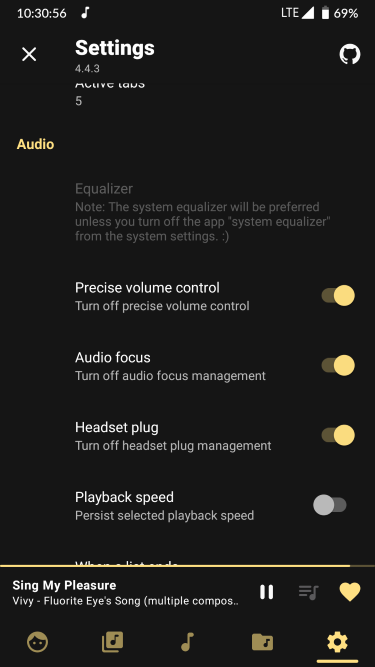 10:30:56
LTE
69%
Settings
4.4.3
Active tabs
5
Audio
Equalizer
Note: The system equalizer will be preferred
unless you turn off the app "system equalizer"
from the system settings. :)
Precise volume control
Turn off precise volume control
Audio focus
Turn off audio focus management
Headset plug
Turn off headset plug management
Playback speed
Persist selected playback speed
When a list ends
Sing My Pleasure
Vivy - Fluorite Eye's Song (multiple compos..